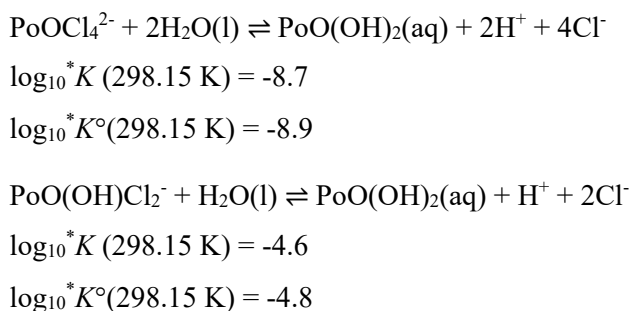 PoOCl₄²⁻ + 2H₂O(l) ⇌ PoO(OH)₂(aq) + 2H⁺ + 4Cl⁻
log₁₀*K (298.15 K) = -8.7
log₁₀*K°(298.15 K) = -8.9
PoO(OH)Cl₂⁻ + H₂O(l) ⇌ PoO(OH)₂(aq) + H⁺ + 2Cl⁻
log₁₀*K (298.15 K) = -4.6
log₁₀*K°(298.15 K) = -4.8